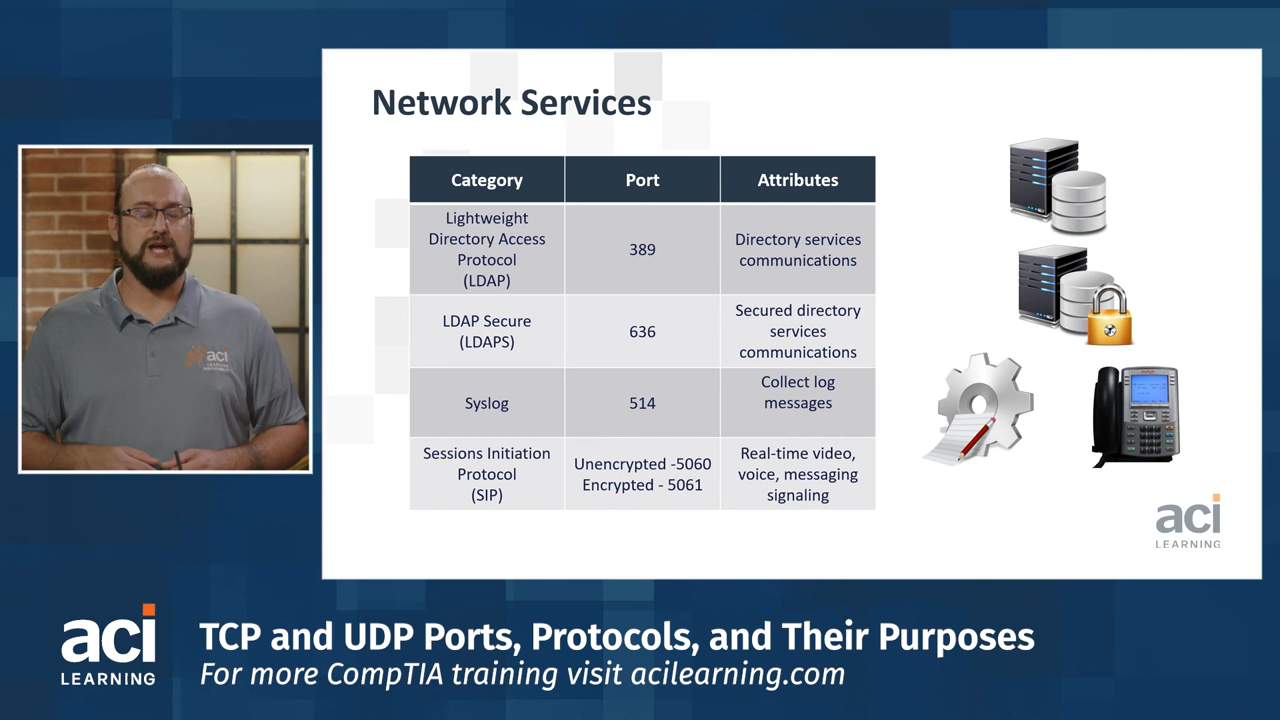 Network Services
Category
Port
Attributes
Lightweight
Directory Access
Protocol
(LDAP)
389
Directory services
communications
LDAP Secure
(LDAPS)
636
Secured directory
services
communications
Syslog
514
Collect log
messages
Sessions Initiation
Protocol
(SIP)
Unencrypted -5060
Encrypted - 5061
Real-time video,
voice, messaging
signaling
aci
aci
LEARNING
aci
LEARNING
TCP and UDP Ports, Protocols, and Their Purposes
For more CompTIA training visit acilearning.com